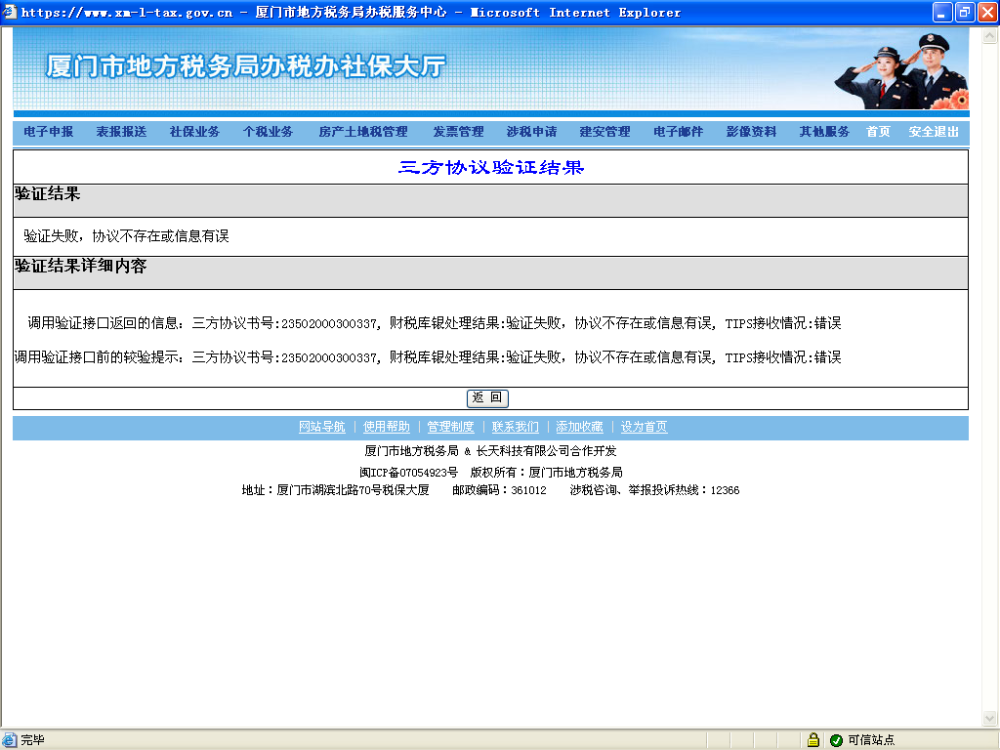 https://www.xm-l-tax.gov.cn - 厦门市地方税务局办税服务中心 - Microsoft Internet Explorer
厦门市地方税务局办税办社保大厅
电子申报 表报报送 社保业务 个税业务 房产土地税管理 发票管理 涉税申请 建安管理 电子邮件 影像资料 其他服务 首页 安全退出
三方协议验证结果
验证结果
验证失败，协议不存在或信息有误
验证结果详细内容
调用验证接口返回的信息：三方协议书号:23502000300337, 财税库银处理结果:验证失败，协议不存在或信息有误, TIPS接收情况:错误
调用验证接口前的较验提示：三方协议书号:23502000300337, 财税库银处理结果:验证失败，协议不存在或信息有误, TIPS接收情况:错误
返 回
网站导航 | 使用帮助 | 管理制度 | 联系我们 | 添加收藏 | 设为首页
厦门市地方税务局 & 长天科技有限公司合作开发
闽ICP备07054923号 版权所有：厦门市地方税务局
地址：厦门市湖滨北路70号税保大厦 邮政编码：361012 涉税咨询、举报投诉热线：12366
完毕 可信站点